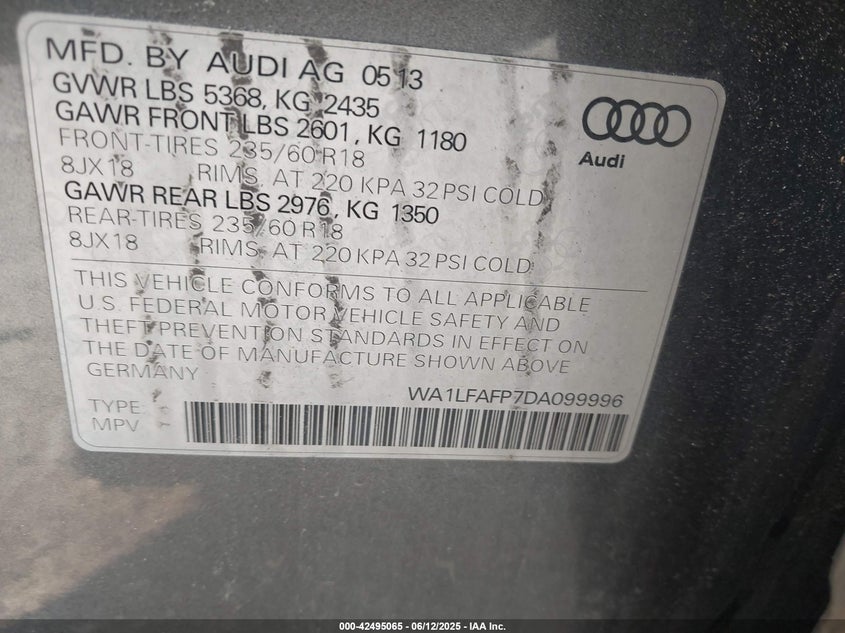 MFD. BY AUDI AG 05 13
GVWR LBS 5368, KG 2435
GAWR FRONT LBS 2601, KG 1180
FRONT-TIRES 235/60 R18
8JX18 RIMS AT 220 KPA 32 PSI COLD
GAWR REAR LBS 2976, KG 1350
REAR-TIRES 235/60 R18
8JX18 RIMS AT 220 KPA 32 PSI COLD
Audi
THIS VEHICLE CONFORMS TO ALL APPLICABLE
U.S. FEDERAL MOTOR VEHICLE SAFETY AND
THEFT PREVENTION STANDARDS IN EFFECT ON
THE DATE OF MANUFACTURE SHOWN ABOVE
GERMANY
WA1LFAFP7DA099996
TYPE
MPV
000-42495065 - 06/12/2025 - IAA Inc.